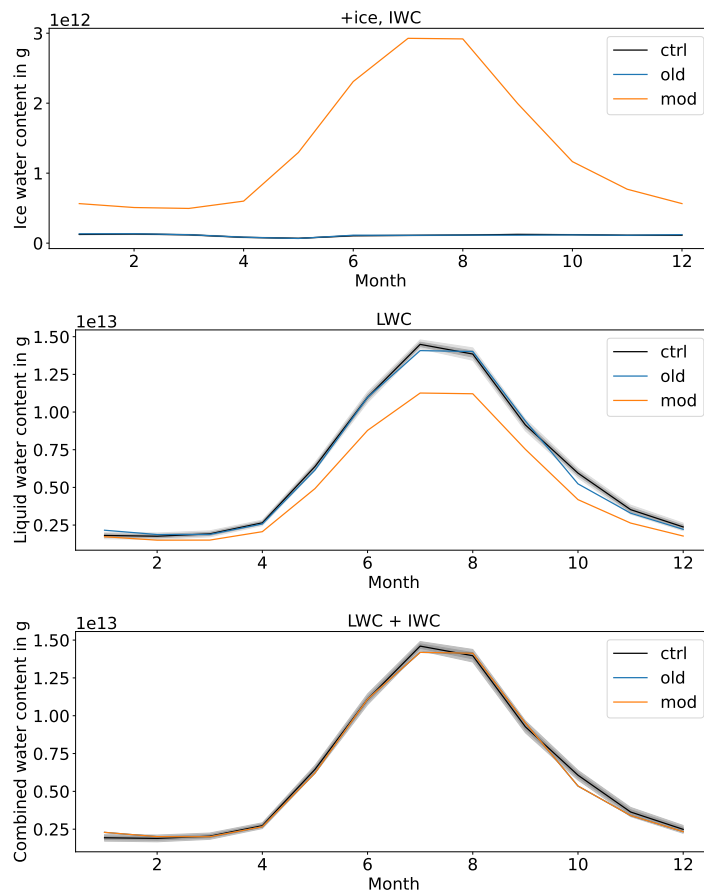 +ice, IWC
1e12
Ice water content in g
3
2
1
0
2 4 6 8 10 12
Month
ctrl
old
mod
LWC
1e13
Liquid water content in g
1.50
1.25
1.00
0.75
0.50
0.25
2 4 6 8 10 12
Month
ctrl
old
mod
LWC + IWC
1e13
Combined water content in g
1.50
1.25
1.00
0.75
0.50
0.25
2 4 6 8 10 12
Month
ctrl
old
mod